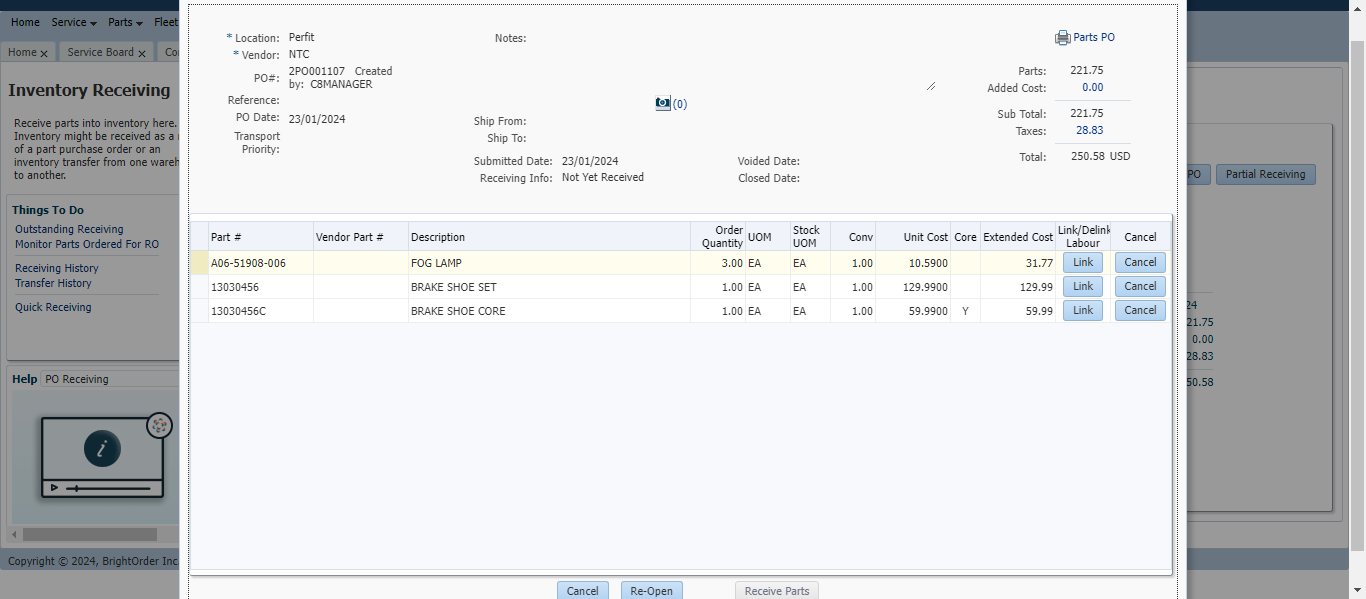 Home Service Parts Fleet
Home x Service Board x Co
Inventory Receiving
Receive parts into inventory here.
Inventory might be received as a
of a part purchase order or an
inventory transfer from one wareh
to another.
Things To Do
Outstanding Receiving
Monitor Parts Ordered For RO
Receiving History
Transfer History
Quick Receiving
Help PO Receiving
i
Copyright © 2024, BrightOrder Inc
* Location: Perfit
* Vendor: NTC
PO#: 2PO001107 Created
by: C8MANAGER
Reference:
PO Date: 23/01/2024
Transport
Priority:
Notes:
(0)
Ship From:
Ship To:
Submitted Date: 23/01/2024 Voided Date:
Receiving Info: Not Yet Received Closed Date:
Parts PO
Parts: 221.75
Added Cost: 0.00
Sub Total: 221.75
Taxes: 28.83
Total: 250.58 USD
Part # Vendor Part # Description Order Quantity UOM Stock UOM Conv Unit Cost Core Extended Cost Link/Delink Labour Cancel
A06-51908-006 FOG LAMP 3.00 EA EA 1.00 10.5900 31.77 Link Cancel
13030456 BRAKE SHOE SET 1.00 EA EA 1.00 129.9900 129.99 Link Cancel
13030456C BRAKE SHOE CORE 1.00 EA EA 1.00 59.9900 Y 59.99 Link Cancel
Cancel Re-Open Receive Parts
PO Partial Receiving
24
21.75
0.00
28.83
50.58